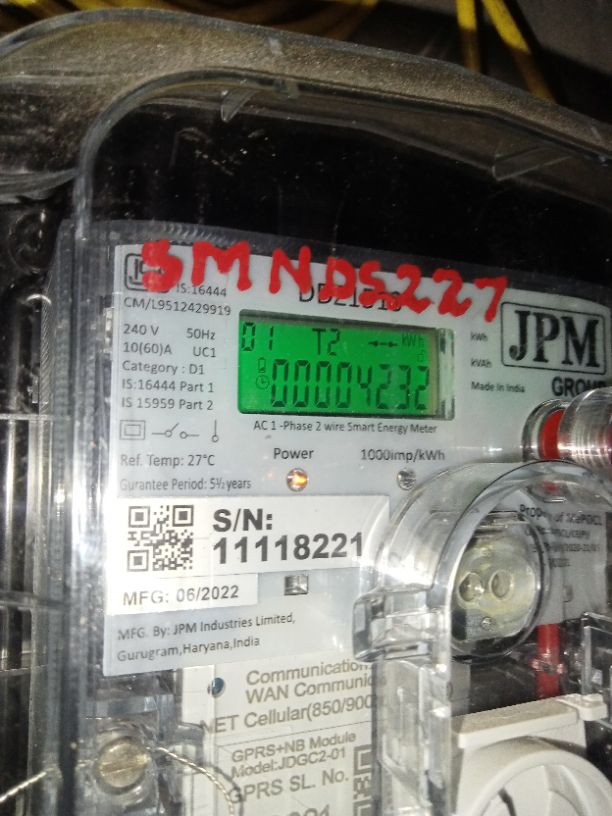 SMNDS227
IS:16444
CM/L9512429919
240 V 50Hz
10(60)A UC1
Category : D1
IS:16444 Part 1
IS 15959 Part 2
01 T2 kWh
00004232
kWh
kVAh
Made in India
JPM
GROUP
AC 1 -Phase 2 wire Smart Energy Meter
Ref. Temp: 27°C
Power 1000imp/kWh
Gurantee Period: 5½ years
S/N:
11118221
MFG: 06/2022
MFG. By: JPM Industries Limited,
Gurugram,Haryana,India
Communication
WAN Communic
NET Cellular(850/900
GPRS+NB Module
Model:JDGC2-01
GPRS SL. No.